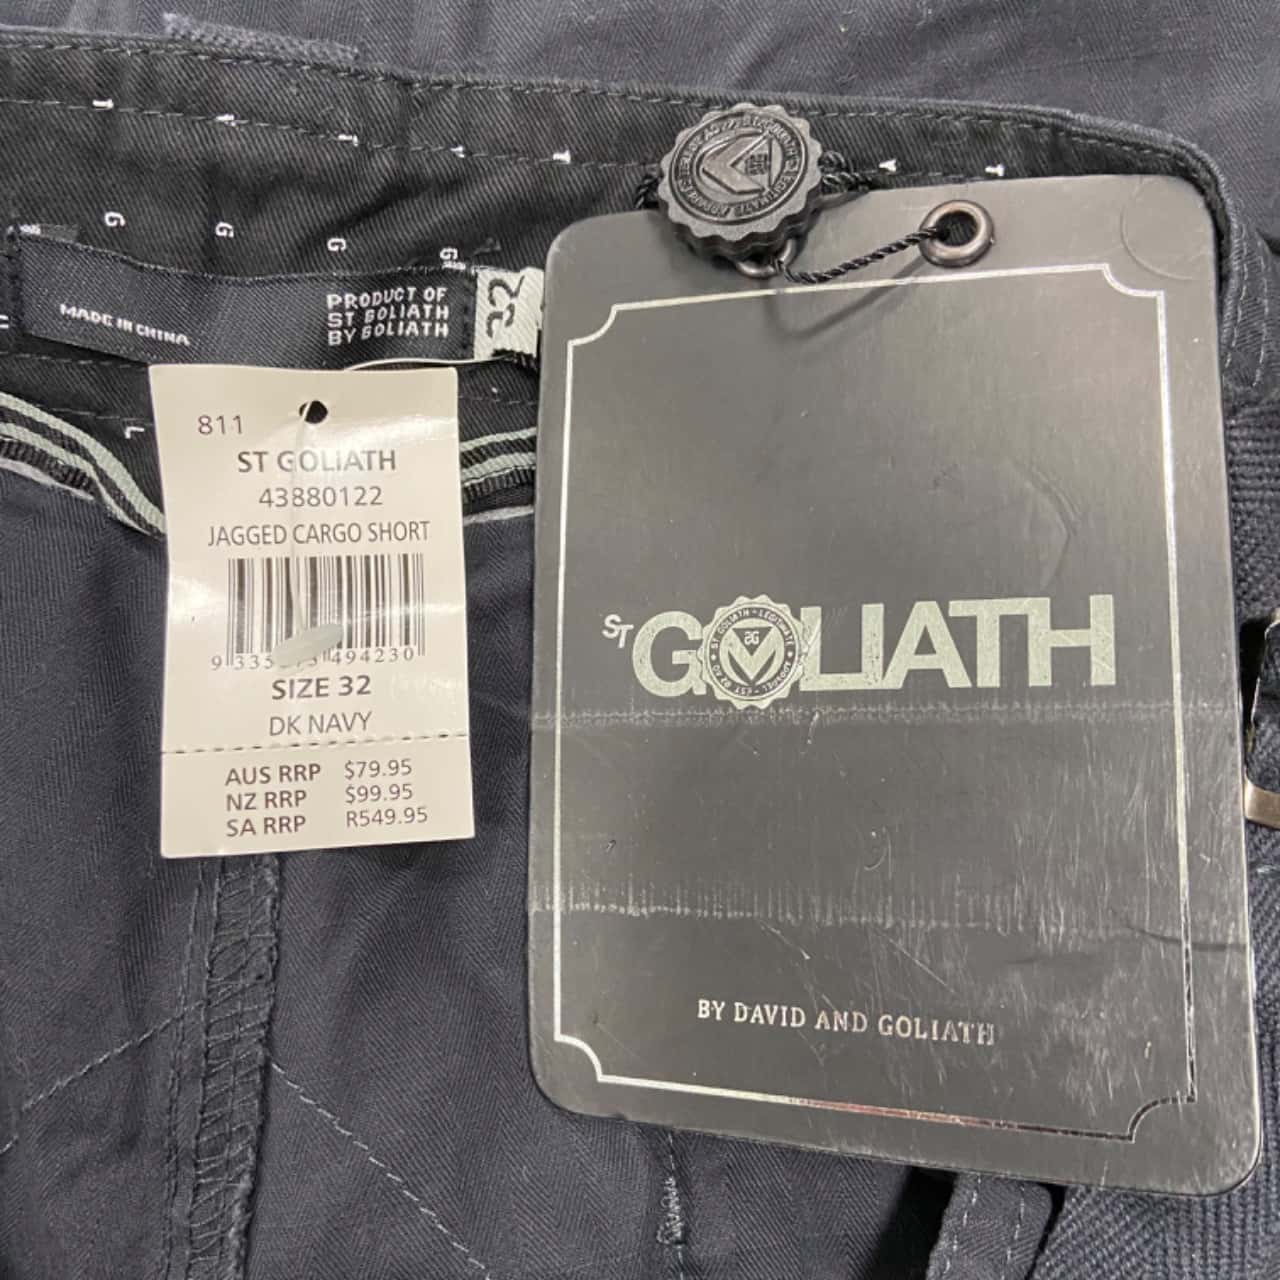 MADE IN CHINA
PRODUCT OF
ST GOLIATH
BY GOLIATH
32
811
ST GOLIATH
43880122
JAGGED CARGO SHORT
SIZE 32
DK NAVY
AUS RRP $79.95
NZ RRP $99.95
SA RRP R549.95
ST GOLIATH
BY DAVID AND GOLIATH